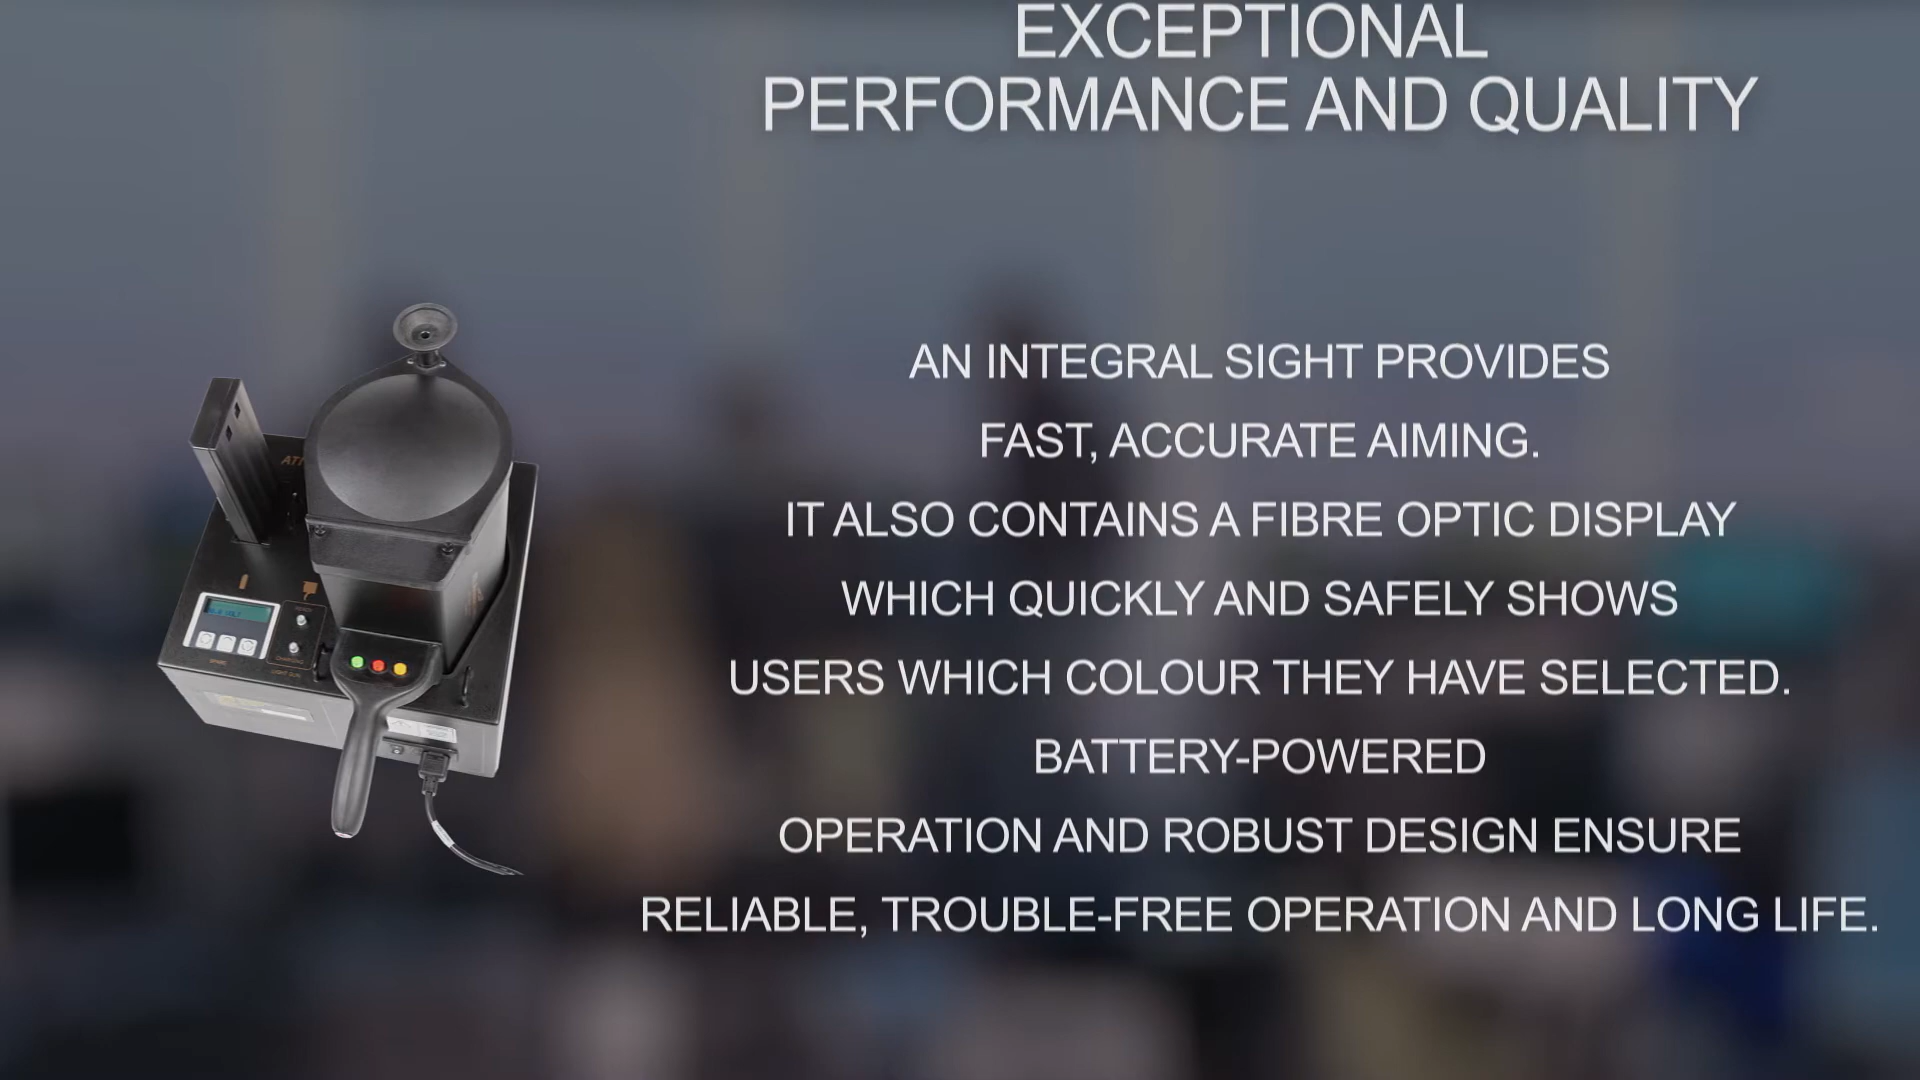 EXCEPTIONAL
PERFORMANCE AND QUALITY
AN INTEGRAL SIGHT PROVIDES
FAST, ACCURATE AIMING.
IT ALSO CONTAINS A FIBRE OPTIC DISPLAY
WHICH QUICKLY AND SAFELY SHOWS
USERS WHICH COLOUR THEY HAVE SELECTED.
BATTERY-POWERED
OPERATION AND ROBUST DESIGN ENSURE
RELIABLE, TROUBLE-FREE OPERATION AND LONG LIFE.